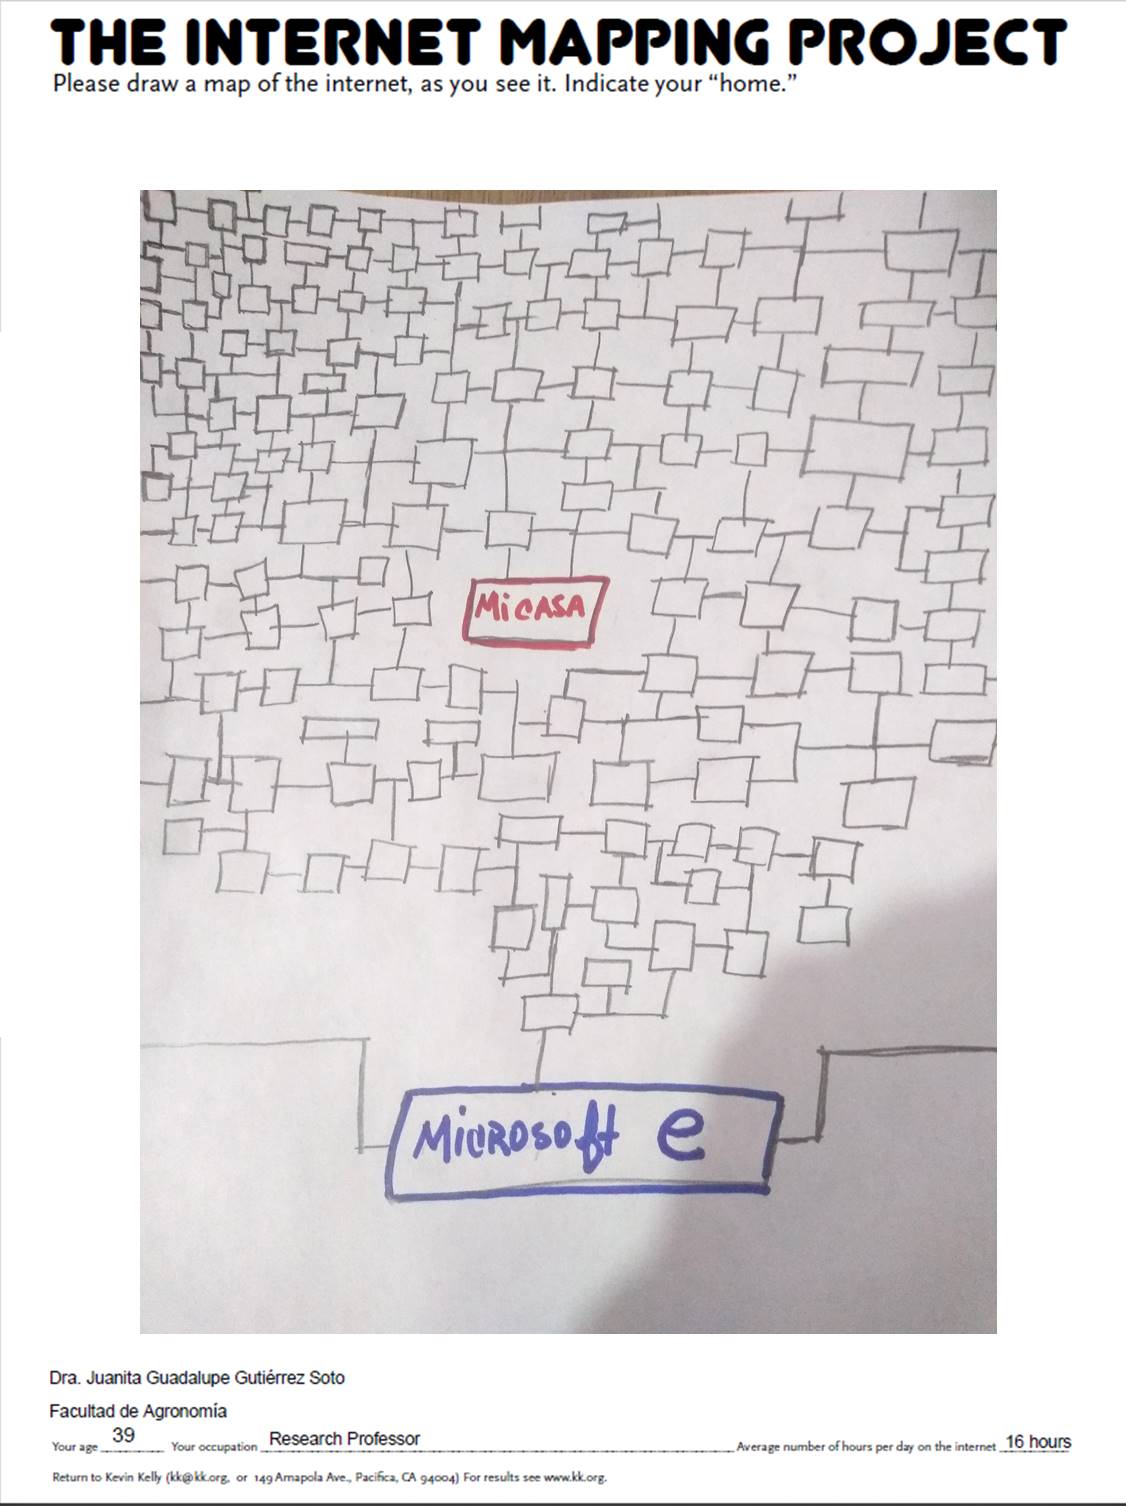 THE INTERNET MAPPING PROJECT
Please draw a map of the internet, as you see it. Indicate your “home.”
Mi CASA
Microsoft e
Dra. Juanita Guadalupe Gutiérrez Soto
Facultad de Agronomía
Your age 39 Your occupation Research Professor Average number of hours per day on the internet 16 hours
Return to Kevin Kelly (kk@kk.org, or 149 Amapola Ave., Pacifica, CA 94004) For results see www.kk.org.